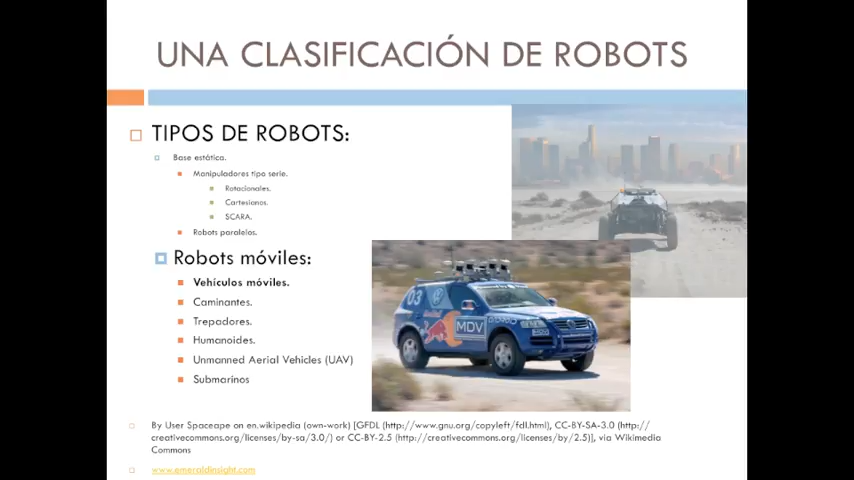 UNA CLASIFICACIÓN DE ROBOTS
TIPOS DE ROBOTS:
Base estática.
Manipuladores tipo serie.
Rotacionales.
Cartesianos.
SCARA.
Robots paralelos.
Robots móviles:
Vehículos móviles.
Caminantes.
Trepadores.
Humanoides.
Unmanned Aerial Vehicles (UAV)
Submarinos
03
MDV
By User Spaceape on en.wikipedia (own-work) [GFDL (http://www.gnu.org/copyleft/fdl.html), CC-BY-SA-3.0 (http://
creativecommons.org/licenses/by-sa/3.0/) or CC-BY-2.5 (http://creativecommons.org/licenses/by/2.5)], via Wikimedia
Commons
www.emeraldinsight.com